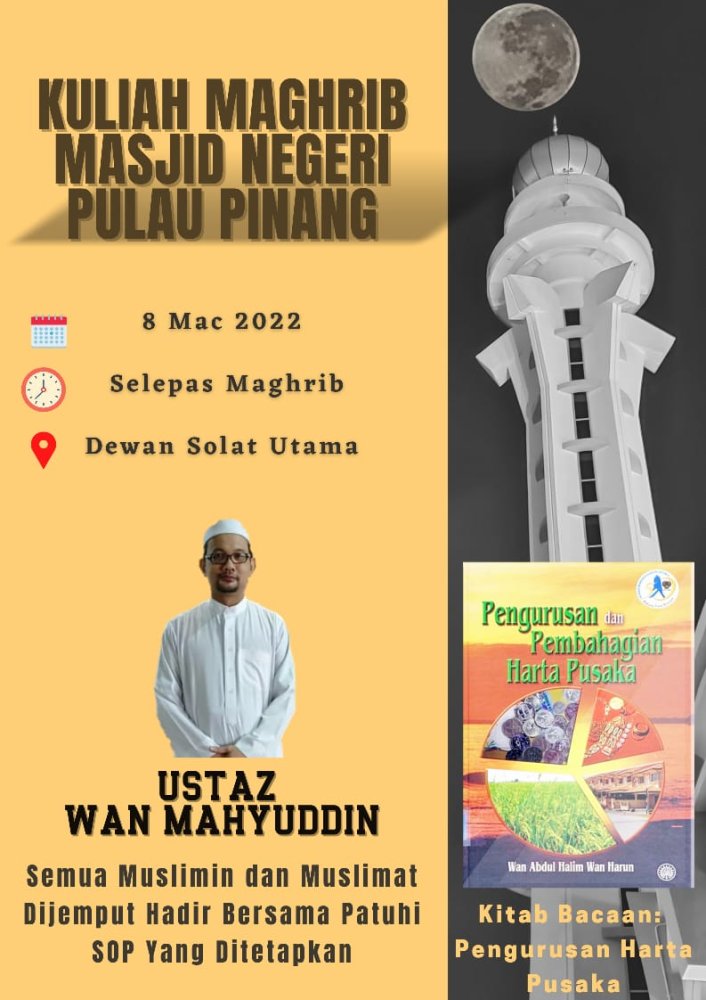 KULIAH MAGHRIB
MASJID NEGERI
PULAU PINANG
8 Mac 2022
Selepas Maghrib
Dewan Solat Utama
USTAZ
WAN MAHYUDDIN
Semua Muslimin dan Muslimat
Dijemput Hadir Bersama Patuhi
SOP Yang Ditetapkan
Pengurusan dan
Pembahagian
Harta Pusaka
Wan Abdul Halim Wan Harun
Kitab Bacaan:
Pengurusan Harta
Pusaka